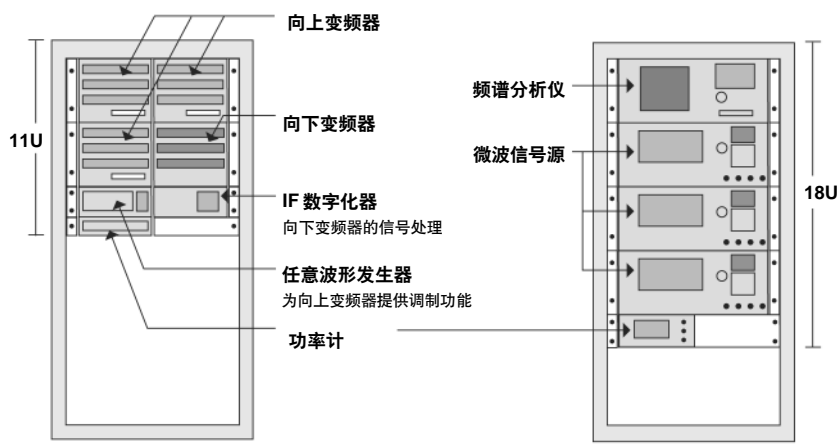 向上变频器
11U
向下变频器
IF 数字化器
向下变频器的信号处理
任意波形发生器
为向上变频器提供调制功能
功率计
频谱分析仪
微波信号源
18U